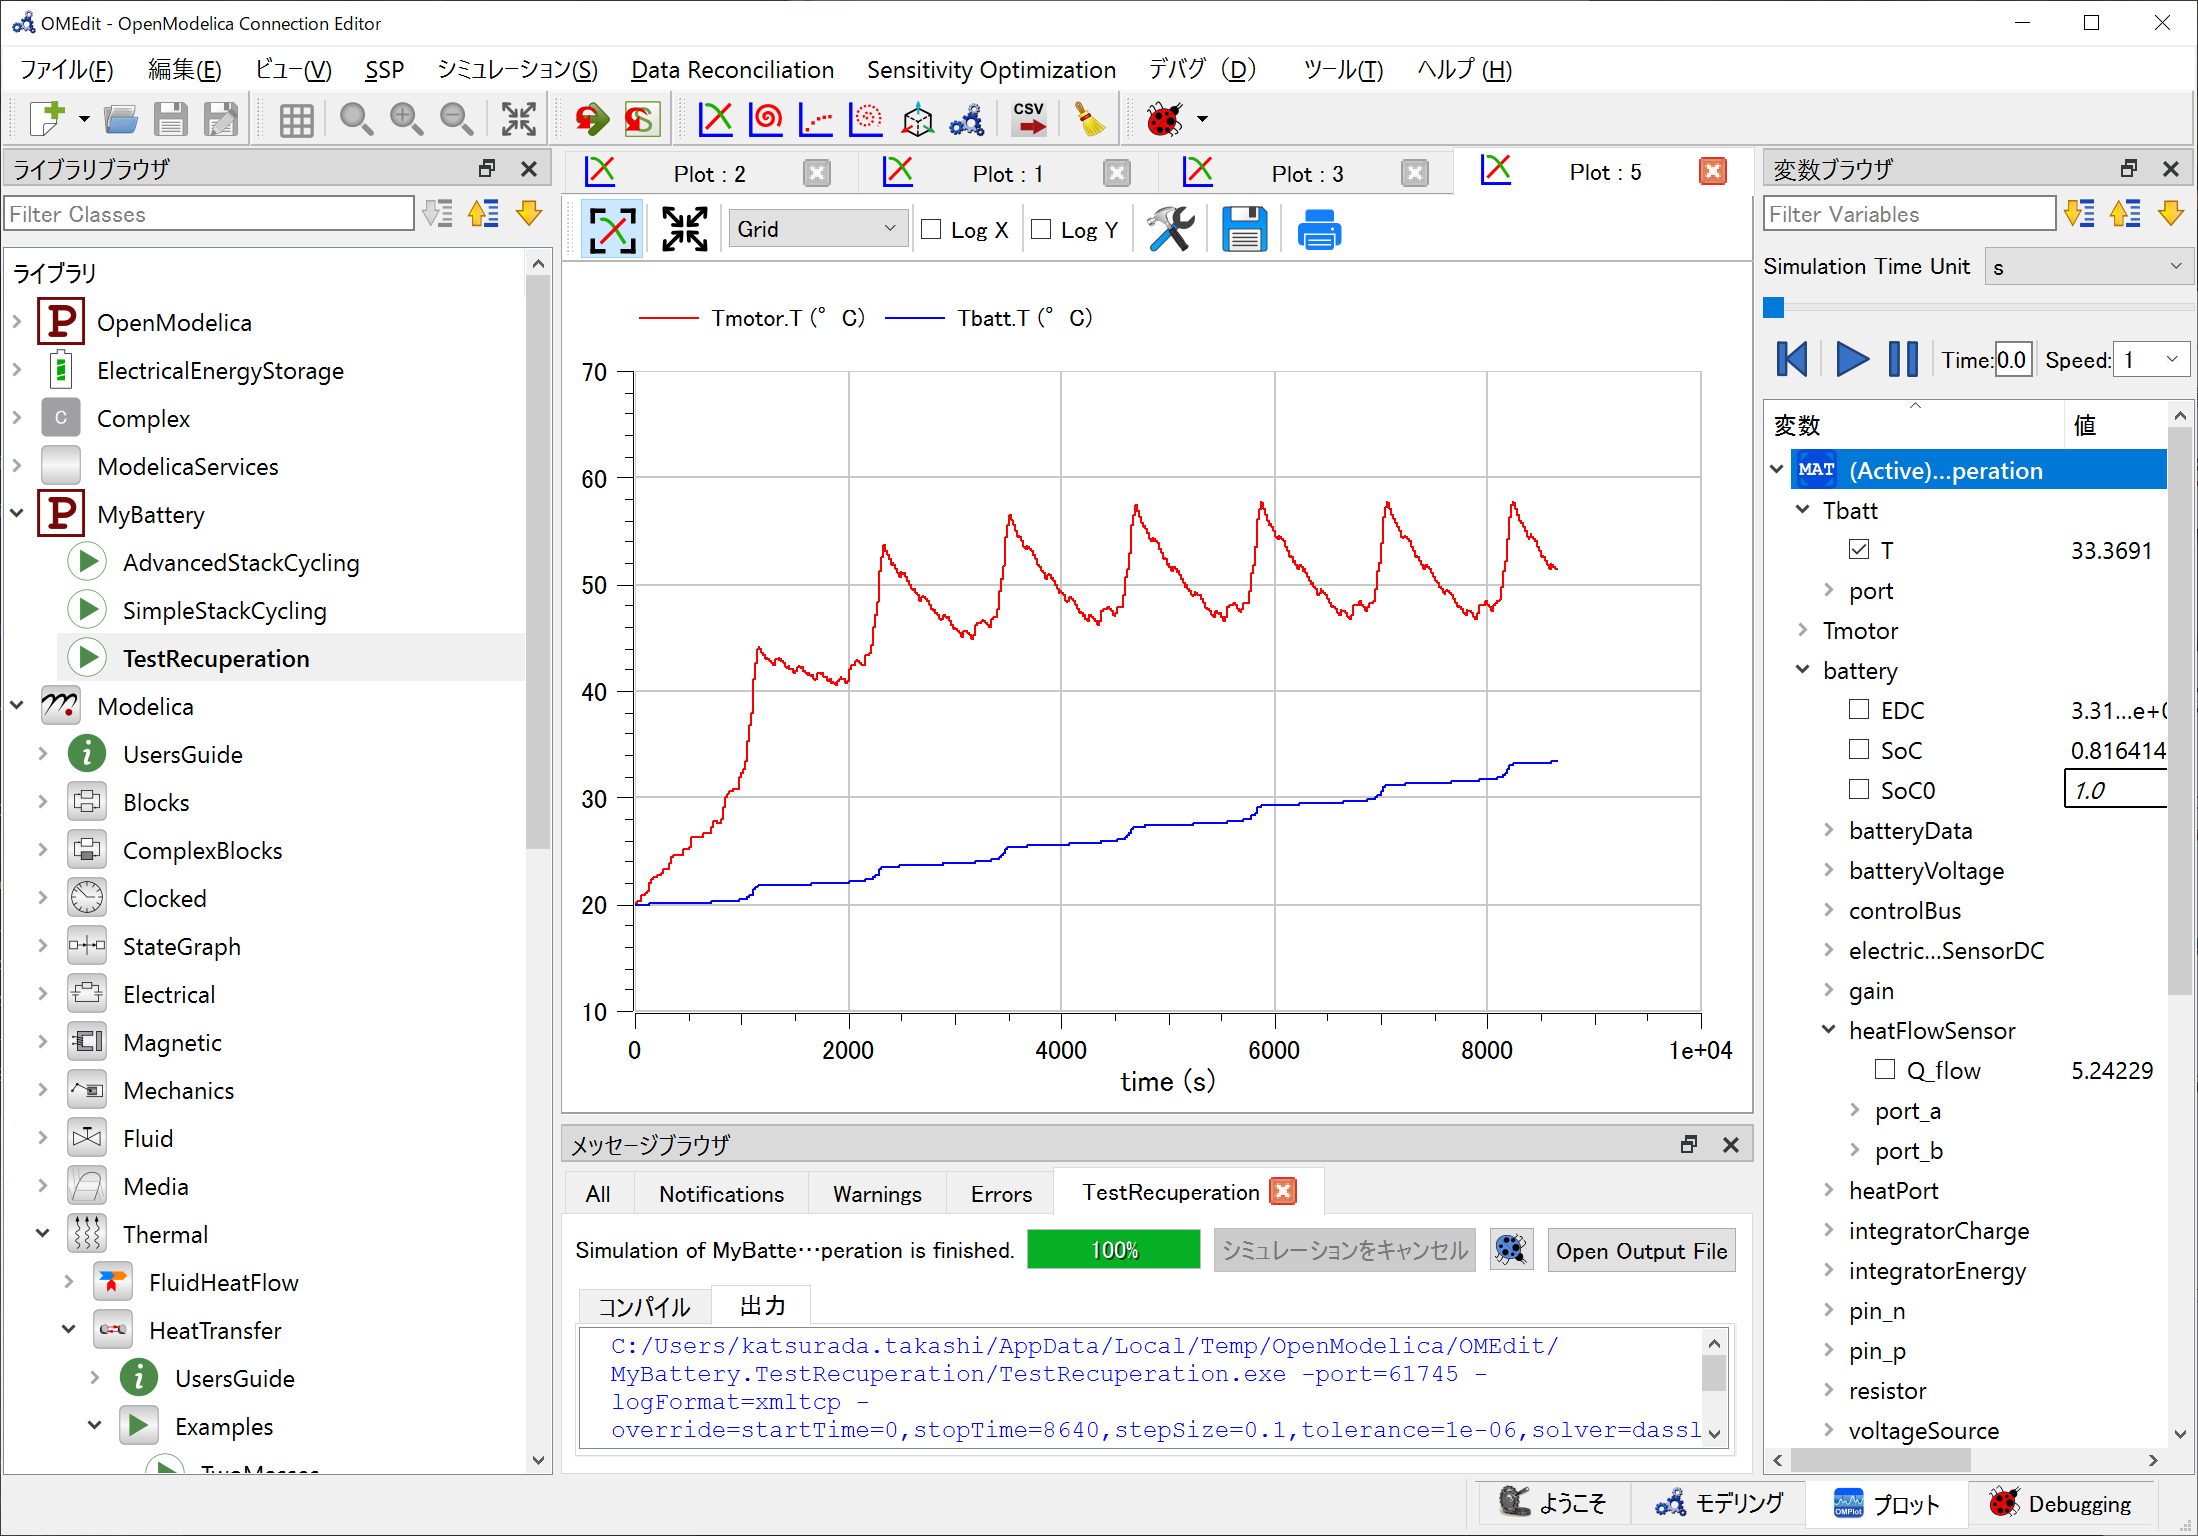 OMEdit - OpenModelica Connection Editor
ファイル(F) 編集(E) ビュー(V) SSP シミュレーション(S) Data Reconciliation Sensitivity Optimization デバグ（D） ツール(T) ヘルプ (H)
CSV
ライブラリブラウザ
Filter Classes
ライブラリ
P OpenModelica
ElectricalEnergyStorage
C Complex
ModelicaServices
P MyBattery
AdvancedStackCycling
SimpleStackCycling
TestRecuperation
Modelica
i UsersGuide
Blocks
ComplexBlocks
Clocked
StateGraph
Electrical
Magnetic
Mechanics
Fluid
Media
Thermal
FluidHeatFlow
HeatTransfer
i UsersGuide
Examples
TwoMasses
Plot : 2 Plot : 1 Plot : 3 Plot : 5
Grid Log X Log Y
Tmotor.T (°C) Tbatt.T (°C)
70
60
50
40
30
20
10
0 2000 4000 6000 8000 1e+04
time (s)
メッセージブラウザ
All Notifications Warnings Errors TestRecuperation
Simulation of MyBatte…peration is finished. 100% シミュレーションをキャンセル Open Output File
コンパイル 出力
C:/Users/katsurada.takashi/AppData/Local/Temp/OpenModelica/OMEdit/
MyBattery.TestRecuperation/TestRecuperation.exe -port=61745 -
logFormat=xmltcp -
override=startTime=0,stopTime=8640,stepSize=0.1,tolerance=1e-06,solver=dassl
変数ブラウザ
Filter Variables
Simulation Time Unit s
Time: 0.0 Speed: 1
変数 値
MAT (Active)...peration
Tbatt
T 33.3691
port
Tmotor
battery
EDC 3.31...e+0
SoC 0.816414
SoC0 1.0
batteryData
batteryVoltage
controlBus
electric...SensorDC
gain
heatFlowSensor
Q_flow 5.24229
port_a
port_b
heatPort
integratorCharge
integratorEnergy
pin_n
pin_p
resistor
voltageSource
ようこそ モデリング OMPlot プロット Debugging